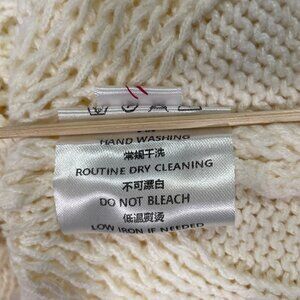 HAND WASHING
常规干洗
ROUTINE DRY CLEANING
不可漂白
DO NOT BLEACH
低温熨烫
LOW IRON IF NEEDED